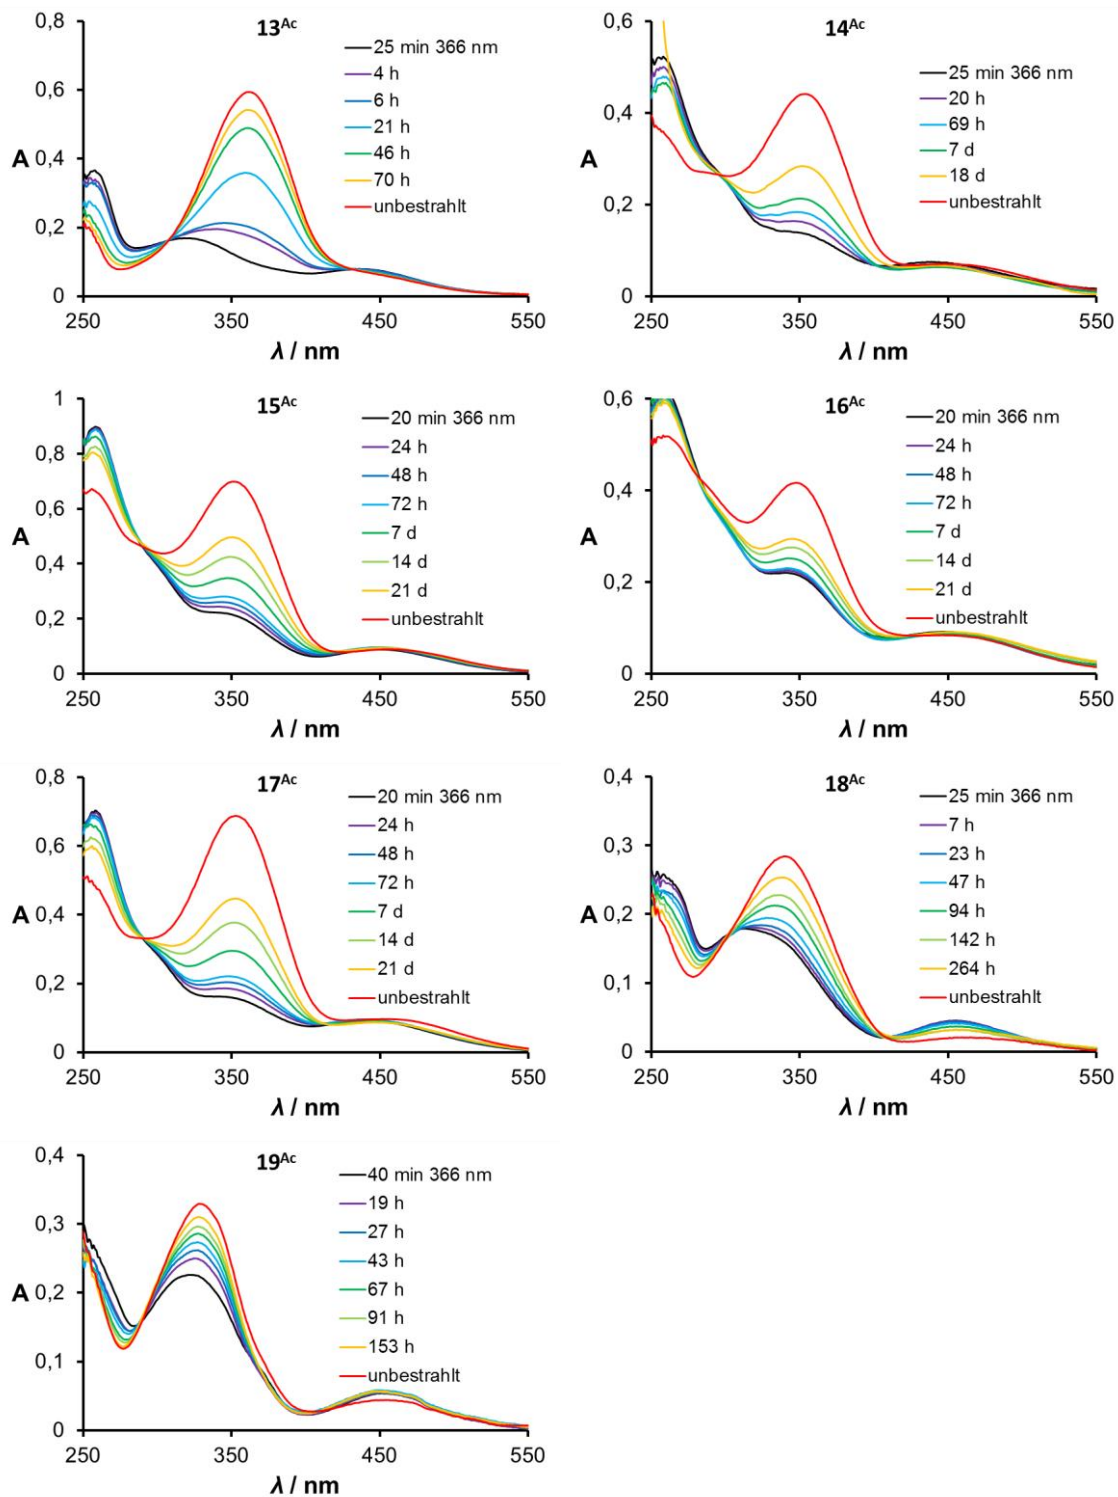 13Ac
0,8
0,6
0,4
0,2
0
A
25 min 366 nm
4 h
6 h
21 h
46 h
70 h
unbestrahlt
250 350 450 550
λ / nm
14Ac
0,6
0,4
0,2
0
A
25 min 366 nm
20 h
69 h
7 d
18 d
unbestrahlt
250 350 450 550
λ / nm
15Ac
1
0,8
0,6
0,4
0,2
0
A
20 min 366 nm
24 h
48 h
72 h
7 d
14 d
21 d
unbestrahlt
250 350 450 550
λ / nm
16Ac
0,6
0,4
0,2
0
A
20 min 366 nm
24 h
48 h
72 h
7 d
14 d
21 d
unbestrahlt
250 350 450 550
λ / nm
17Ac
0,8
0,6
0,4
0,2
0
A
20 min 366 nm
24 h
48 h
72 h
7 d
14 d
21 d
unbestrahlt
250 350 450 550
λ / nm
18Ac
0,4
0,3
0,2
0,1
0
A
25 min 366 nm
7 h
23 h
47 h
94 h
142 h
264 h
unbestrahlt
250 350 450 550
λ / nm
19Ac
0,4
0,3
0,2
0,1
0
A
40 min 366 nm
19 h
27 h
43 h
67 h
91 h
153 h
unbestrahlt
250 350 450 550
λ / nm